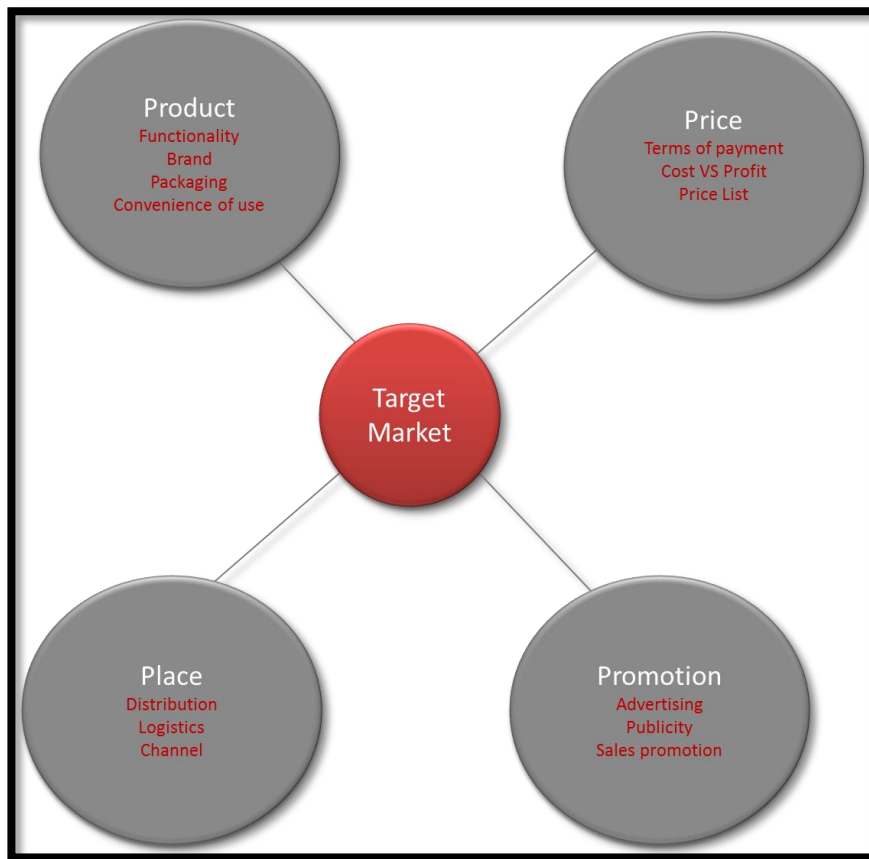 Product
Functionality
Brand
Packaging
Convenience of use
Price
Terms of payment
Cost VS Profit
Price List
Target
Market
Place
Distribution
Logistics
Channel
Promotion
Advertising
Publicity
Sales promotion